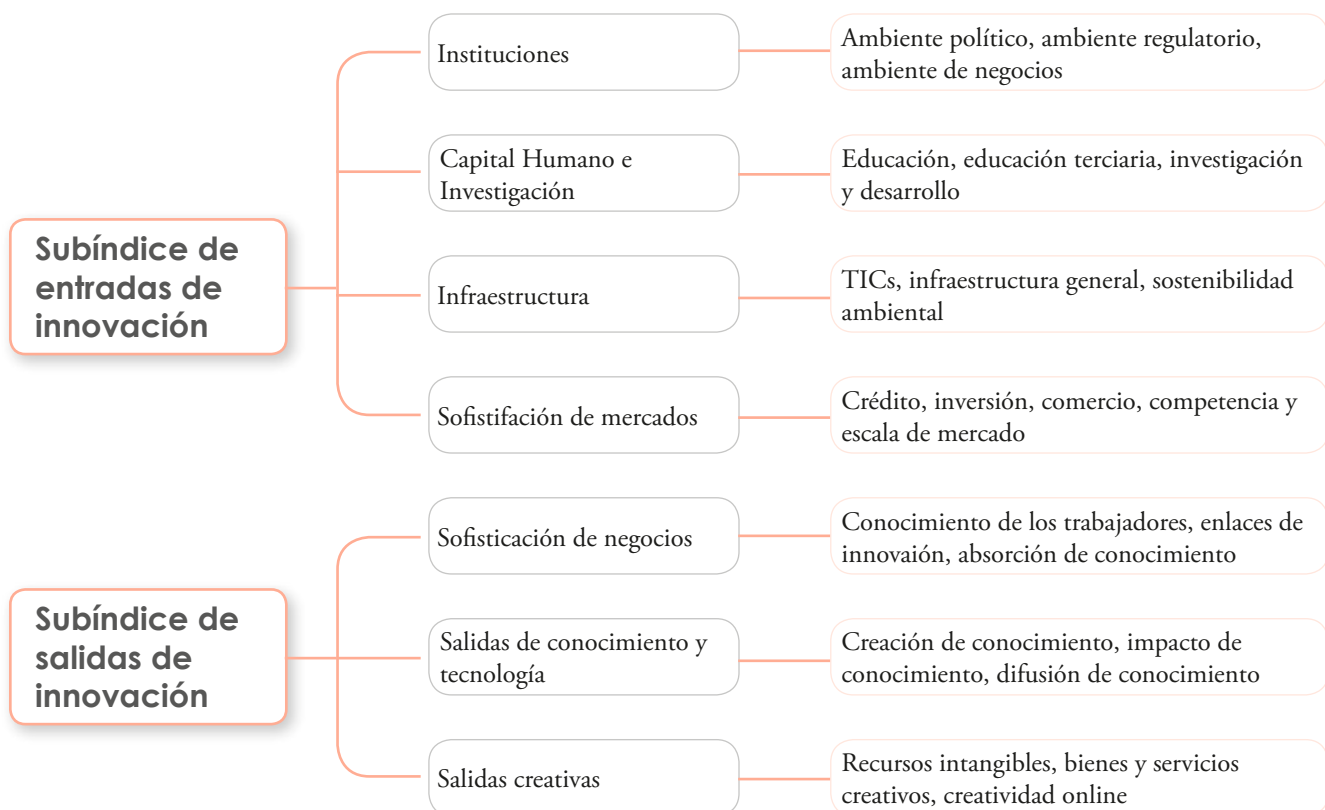 Subíndice de
entradas de
innovación
Instituciones
Ambiente político, ambiente regulatorio,
ambiente de negocios
Capital Humano e
Investigación
Educación, educación terciaria, investigación
y desarrollo
Infraestructura
TICs, infraestructura general, sostenibilidad
ambiental
Sofistifación de mercados
Crédito, inversión, comercio, competencia y
escala de mercado
Subíndice de
salidas de
innovación
Sofisticación de negocios
Conocimiento de los trabajadores, enlaces de
innovaión, absorción de conocimiento
Salidas de conocimiento y
tecnología
Creación de conocimiento, impacto de
conocimiento, difusión de conocimiento
Salidas creativas
Recursos intangibles, bienes y servicios
creativos, creatividad online